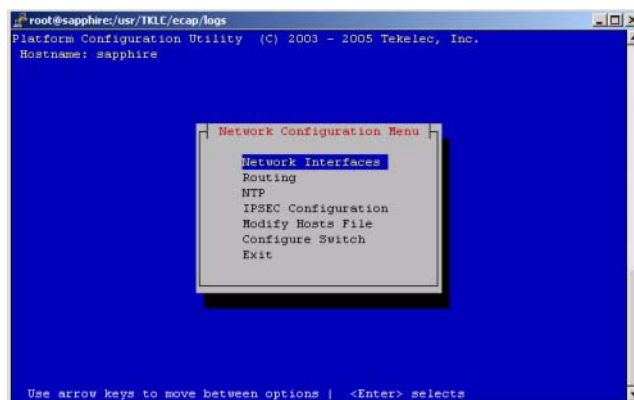 root@sapphire:/usr/TKLC/ecap/logs
Platform Configuration Utility (C) 2003 - 2005 Tekelec, Inc.
Hostname: sapphire
Network Configuration Menu
Network Interfaces
Routing
NTP
IPSEC Configuration
Modify Hosts File
Configure Switch
Exit
Use arrow keys to move between options | <Enter> selects